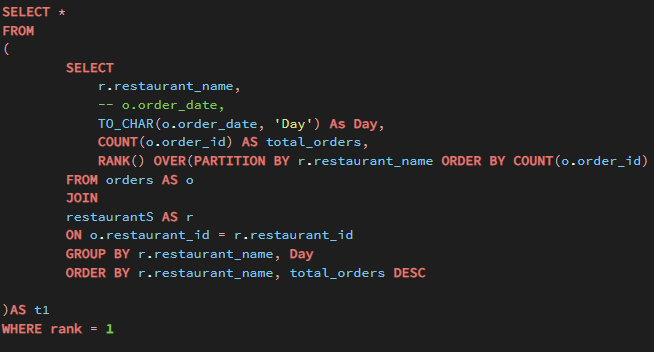 SELECT *
FROM
(
SELECT
r.restaurant_name,
-- o.order_date,
TO_CHAR(o.order_date, 'Day') As Day,
COUNT(o.order_id) AS total_orders,
RANK() OVER(PARTITION BY r.restaurant_name ORDER BY COUNT(o.order_id)
FROM orders AS o
JOIN
restaurantS AS r
ON o.restaurant_id = r.restaurant_id
GROUP BY r.restaurant_name, Day
ORDER BY r.restaurant_name, total_orders DESC
)AS t1
WHERE rank = 1